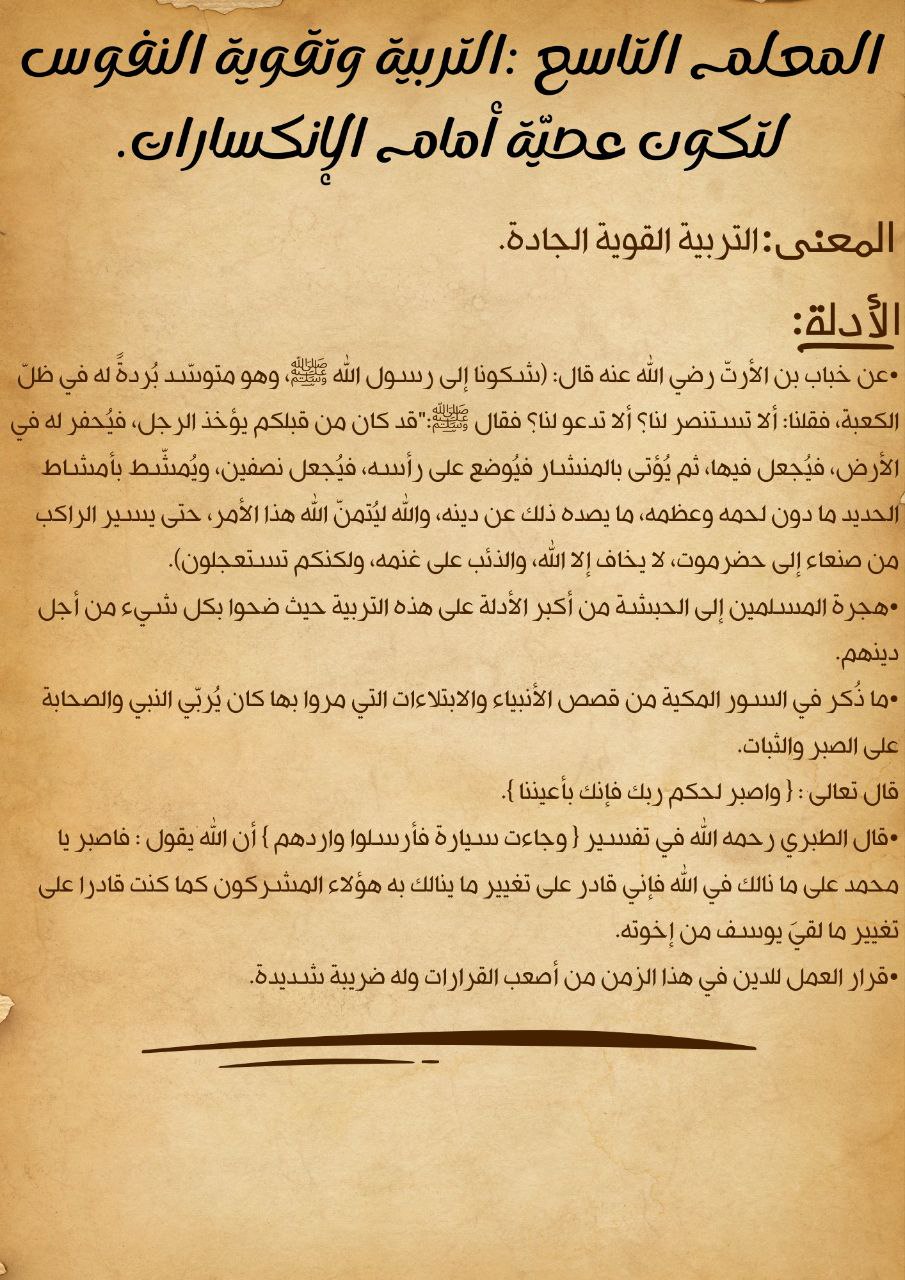 المعلم التاسع :التربية وتقوية النفوس
لتكون عصيّة أمام الإنكسارات.
المعنى:التربية القوية الجادة.
الأدلة:
•عن خباب بن الأرتّ رضي الله عنه قال: (شكونا إلى رسول الله ﷺ، وهو متوسّد بُردةً له في ظلّ
الكعبة، فقلنا: ألا تستنصر لنا؟ ألا تدعو لنا؟ فقال ﷺ:"قد كان من قبلكم يؤخذ الرجل، فيُحفر له في
الأرض، فيُجعل فيها، ثم يُؤتى بالمنشار فيُوضع على رأسه، فيُجعل نصفين، ويُمشّط بأمشاط
الحديد ما دون لحمه وعظمه، ما يصده ذلك عن دينه، والله ليُتمنّ الله هذا الأمر، حتى يسير الراكب
من صنعاء إلى حضرموت، لا يخاف إلا الله، والذئب على غنمه، ولكنكم تستعجلون).
•هجرة المسلمين إلى الحبشة من أكبر الأدلة على هذه التربية حيث ضحوا بكل شيء من أجل
دينهم.
•ما ذُكر في السور المكية من قصص الأنبياء والابتلاءات التي مروا بها كان يُربّي النبي والصحابة
على الصبر والثبات.
قال تعالى : { واصبر لحكم ربك فإنك بأعيننا }.
•قال الطبري رحمه الله في تفسير { وجاءت سيارة فأرسلوا واردهم } أن الله يقول : فاصبر يا
محمد على ما نالك في الله فإني قادر على تغيير ما ينالك به هؤلاء المشركون كما كنت قادرا على
تغيير ما لقيَ يوسف من إخوته.
•قرار العمل للدين في هذا الزمن من أصعب القرارات وله ضريبة شديدة.